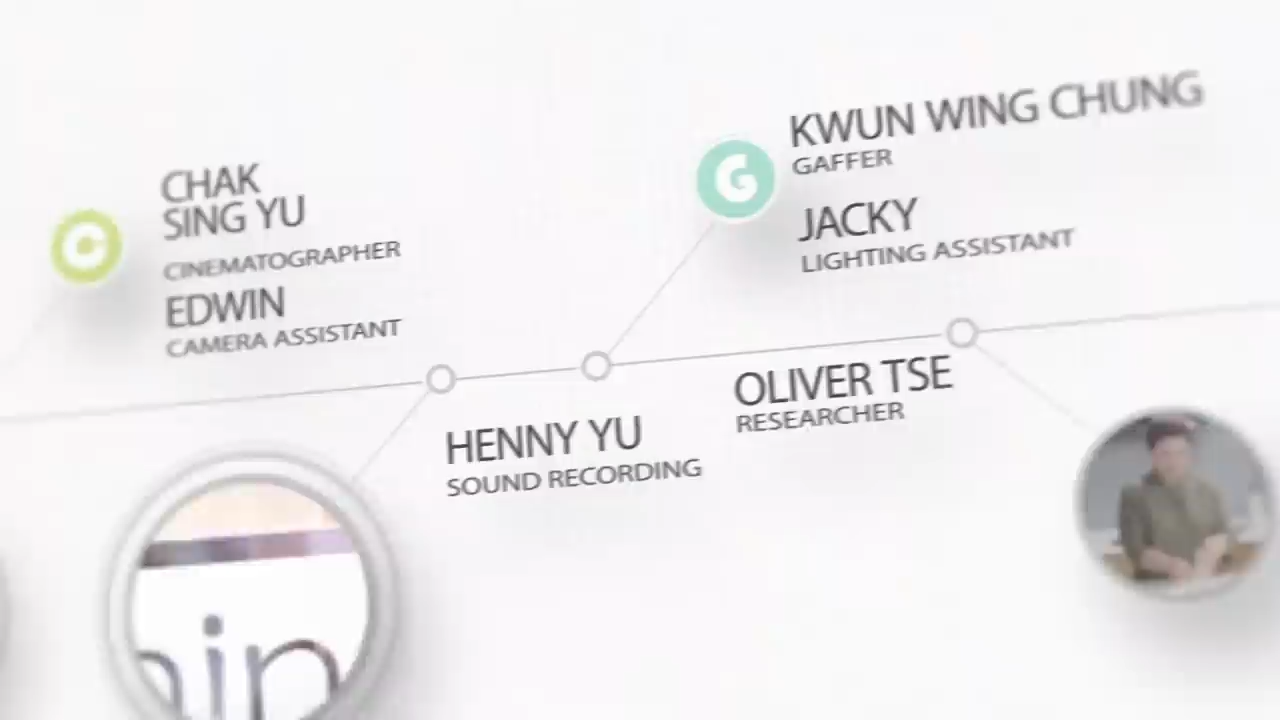 C
CHAK
SING YU
CINEMATOGRAPHER
EDWIN
CAMERA ASSISTANT
G
KWUN WING CHUNG
GAFFER
JACKY
LIGHTING ASSISTANT
HENNY YU
SOUND RECORDING
OLIVER TSE
RESEARCHER